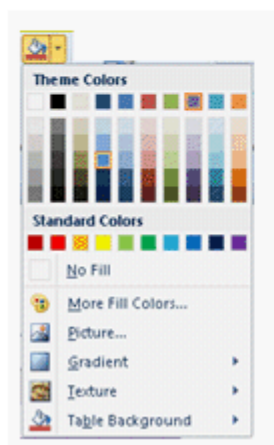 Theme Colors
Standard Colors
No Fill
More Fill Colors...
Picture...
Gradient
Texture
Table Background